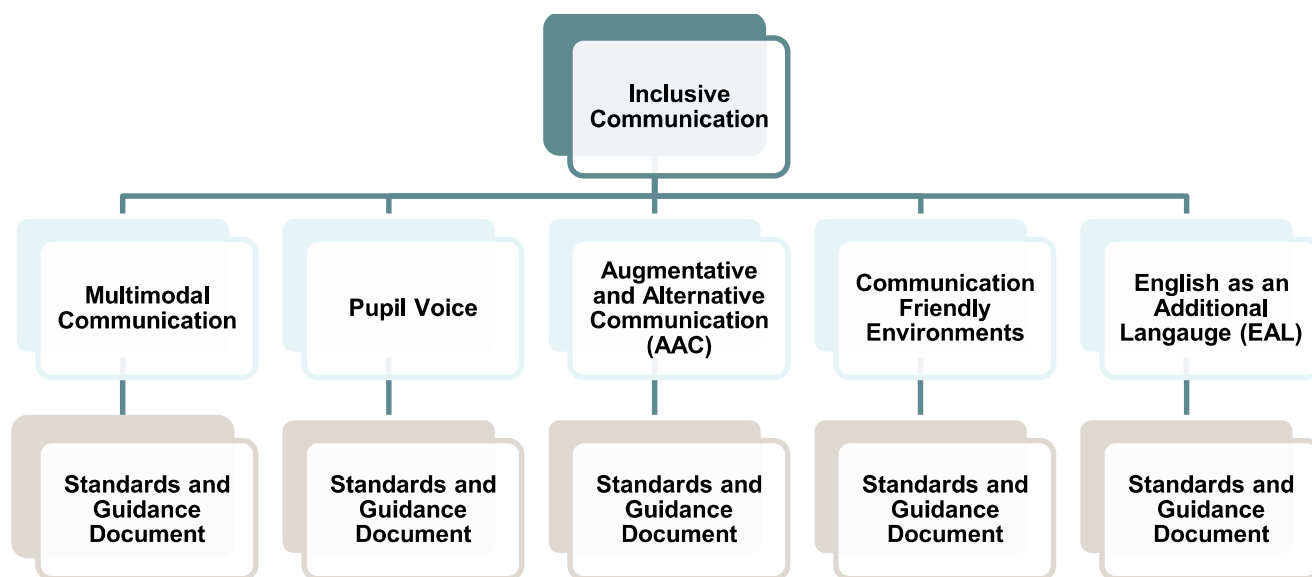 Inclusive
Communication
Multimodal
Communication
Pupil Voice
Augmentative
and Alternative
Communication
(AAC)
Communication
Friendly
Environments
English as an
Additional
Langauge (EAL)
Standards and
Guidance
Document
Standards and
Guidance
Document
Standards and
Guidance
Document
Standards and
Guidance
Document
Standards and
Guidance
Document